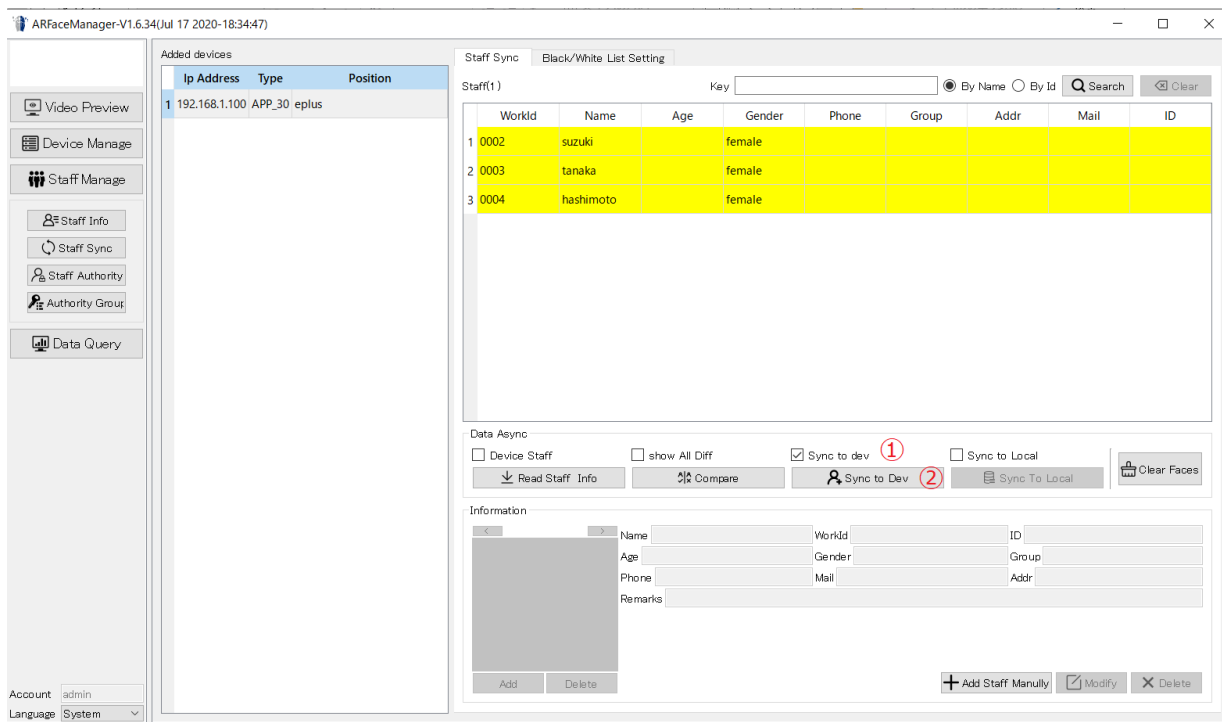 ARFaceManager-V1.6.34(Jul 17 2020-18:34:47)
Video Preview
Device Manage
Staff Manage
Staff Info
Staff Sync
Staff Authority
Authority Group
Data Query
Account admin
Language System
Added devices
Ip Address Type Position
1 192.168.1.100 APP_30 eplus
Staff Sync Black/White List Setting
Staff(1) Key By Name By Id Search Clear
WorkId Name Age Gender Phone Group Addr Mail ID
1 0002 suzuki female
2 0003 tanaka female
3 0004 hashimoto female
Data Async
Device Staff show All Diff Sync to dev ① Sync to Local
Read Staff Info Compare Sync to Dev ② Sync To Local Clear Faces
Information
< >
Name WorkId ID
Age Gender Group
Phone Mail Addr
Remarks
Add Delete
Add Staff Manully Modify Delete